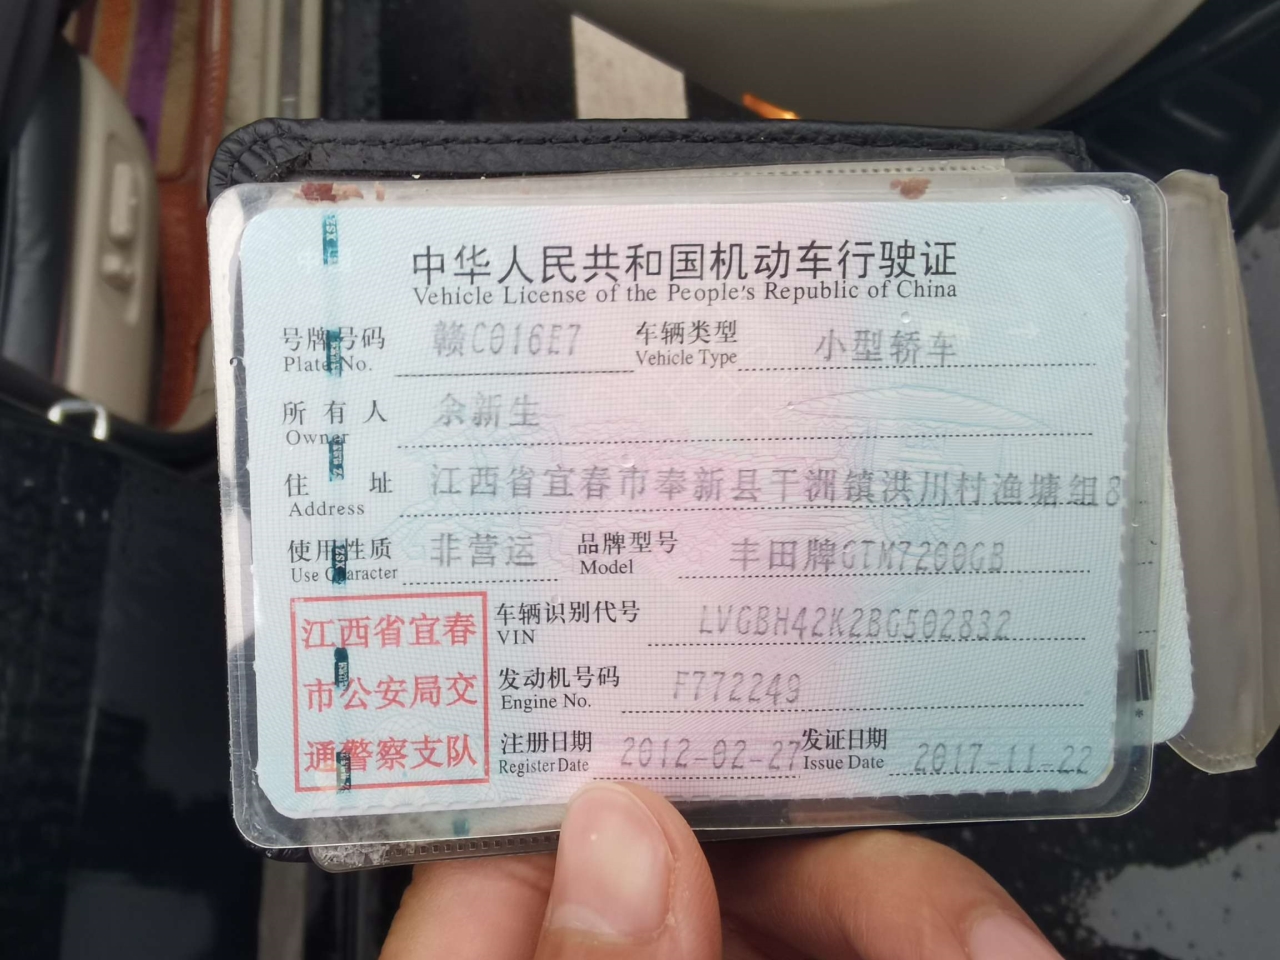 中华人民共和国机动车行驶证
Vehicle License of the People's Republic of China
号牌号码 赣C016E7 车辆类型 小型轿车
Plate No. Vehicle Type
所有人 余新生
Owner
住址 江西省宜春市奉新县干洲镇洪川村渔塘组8
Address
使用性质 非营运 品牌型号 丰田牌GTM7200GB
Use Character Model
江西省宜春
市公安局交
通警察支队
车辆识别代号 LVGBH42K2BG502832
VIN
发动机号码 F772249
Engine No.
注册日期 2012-02-27 发证日期 2017-11-22
Register Date Issue Date